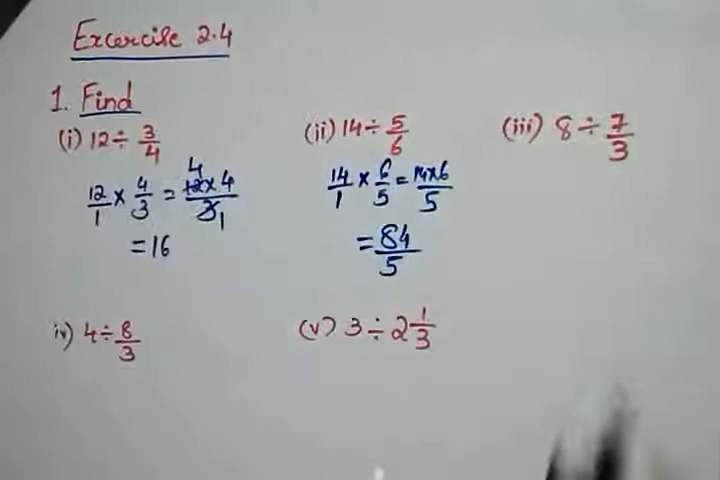 Excercise 2.4
1. Find
(i) 12 ÷ 3/4
12/1 × 4/3 = 12 × 4/3 4 1
= 16
(ii) 14 ÷ 5/6
14/1 × 6/5 = 14×6/5
= 84/5
(iii) 8 ÷ 7/3
iv) 4 ÷ 8/3
(v) 3 ÷ 2 1/3